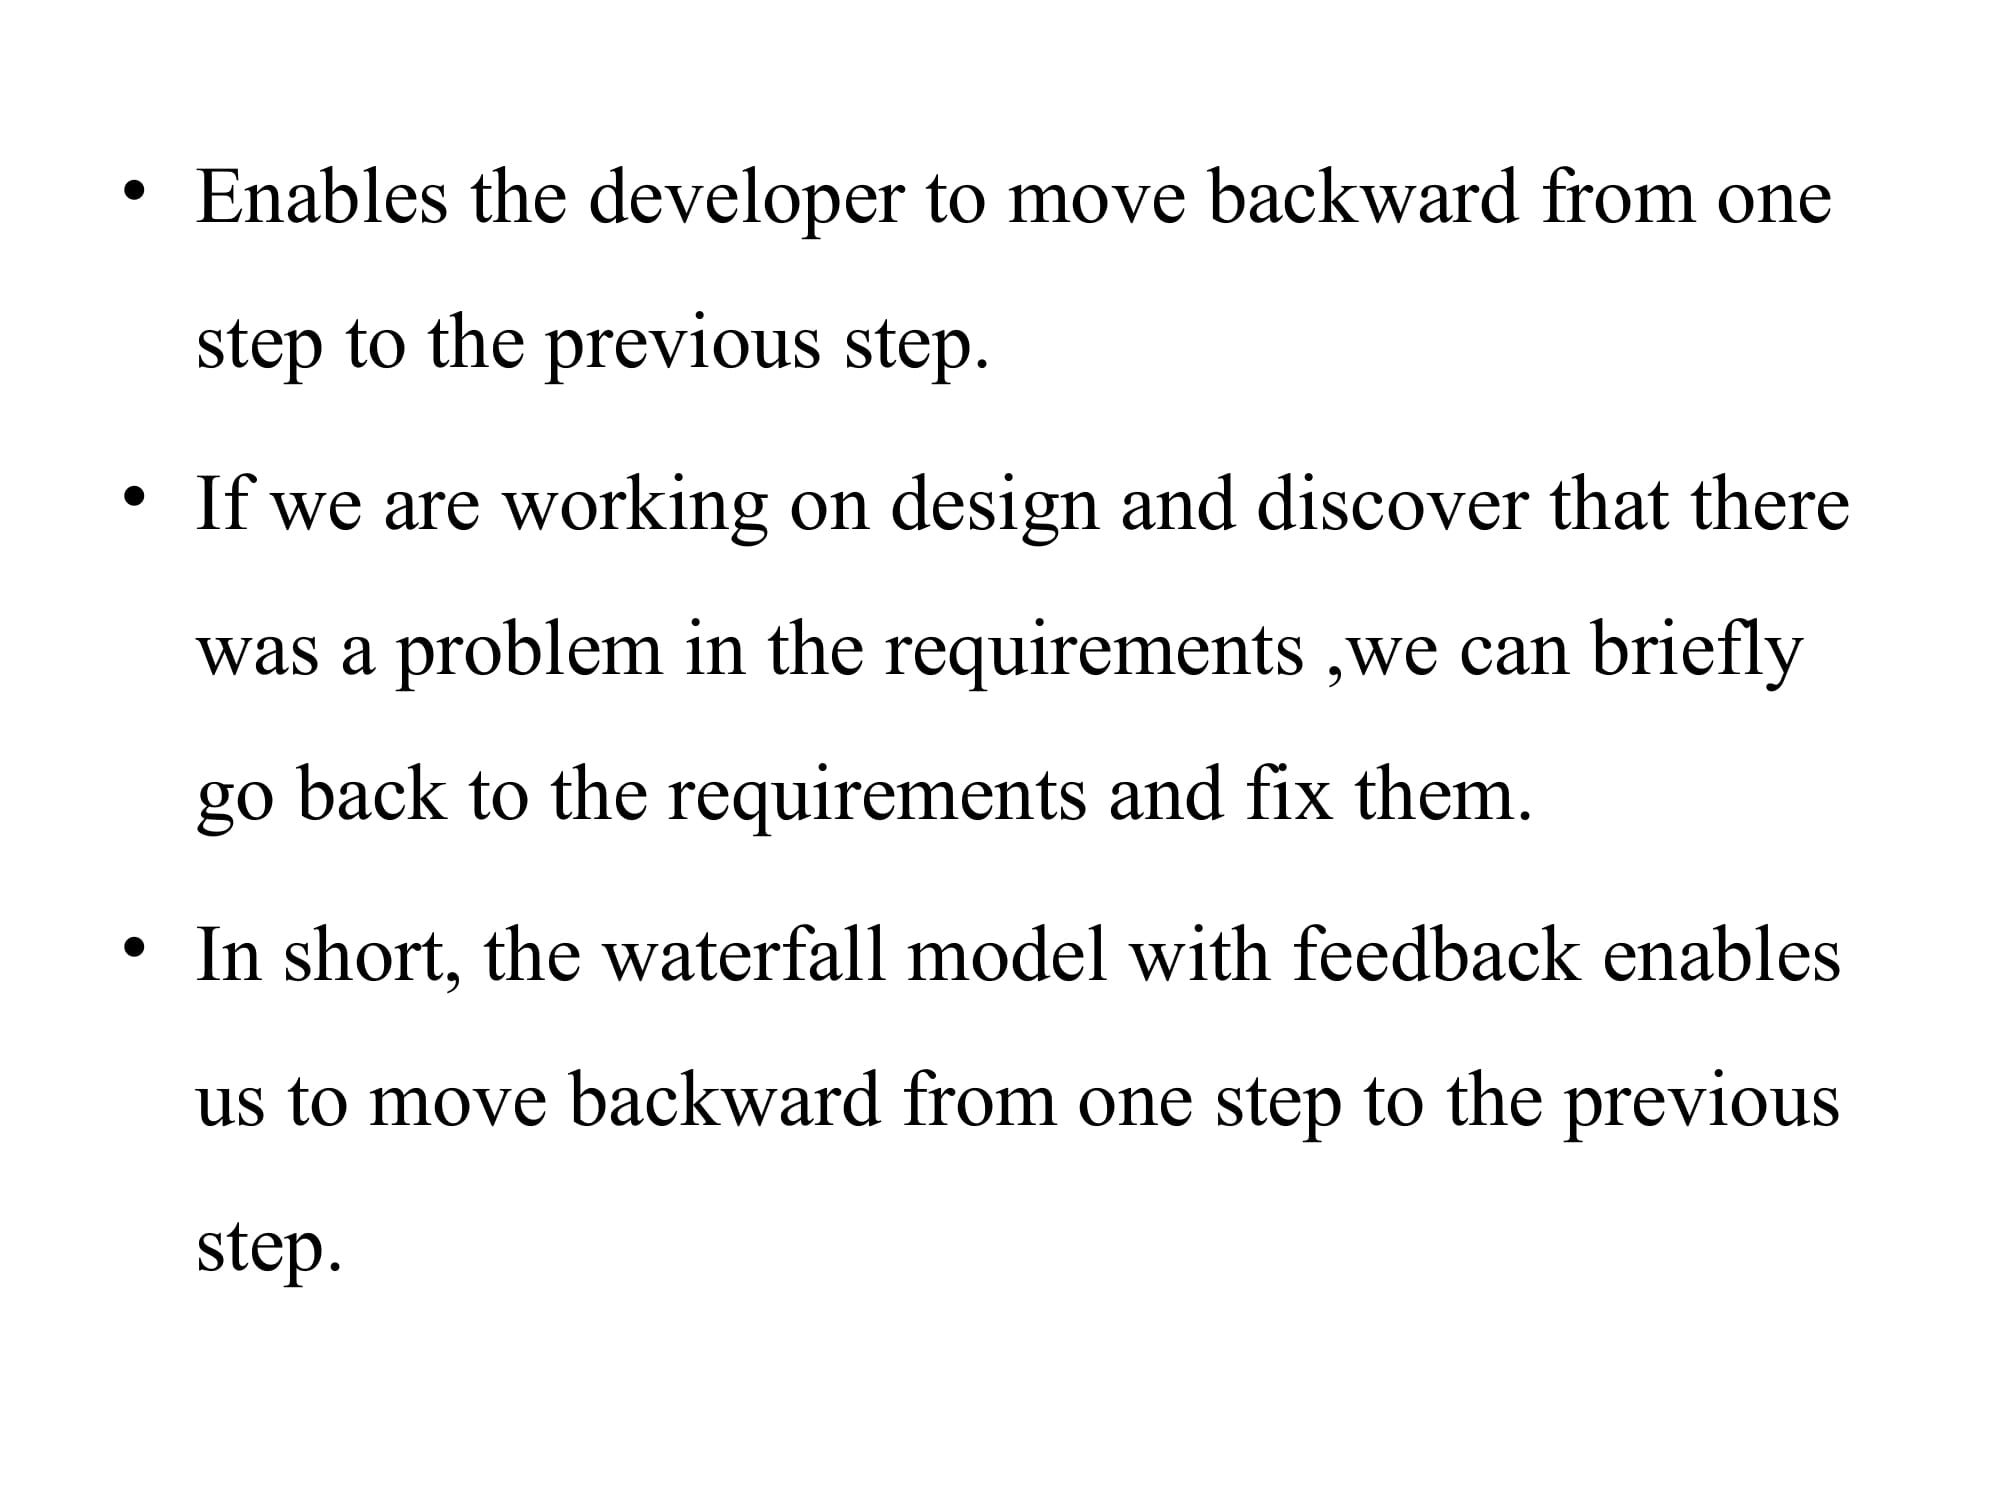 • Enables the developer to move backward from one
step to the previous step.
• If we are working on design and discover that there
was a problem in the requirements ,we can briefly
go back to the requirements and fix them.
• In short, the waterfall model with feedback enables
us to move backward from one step to the previous
step.